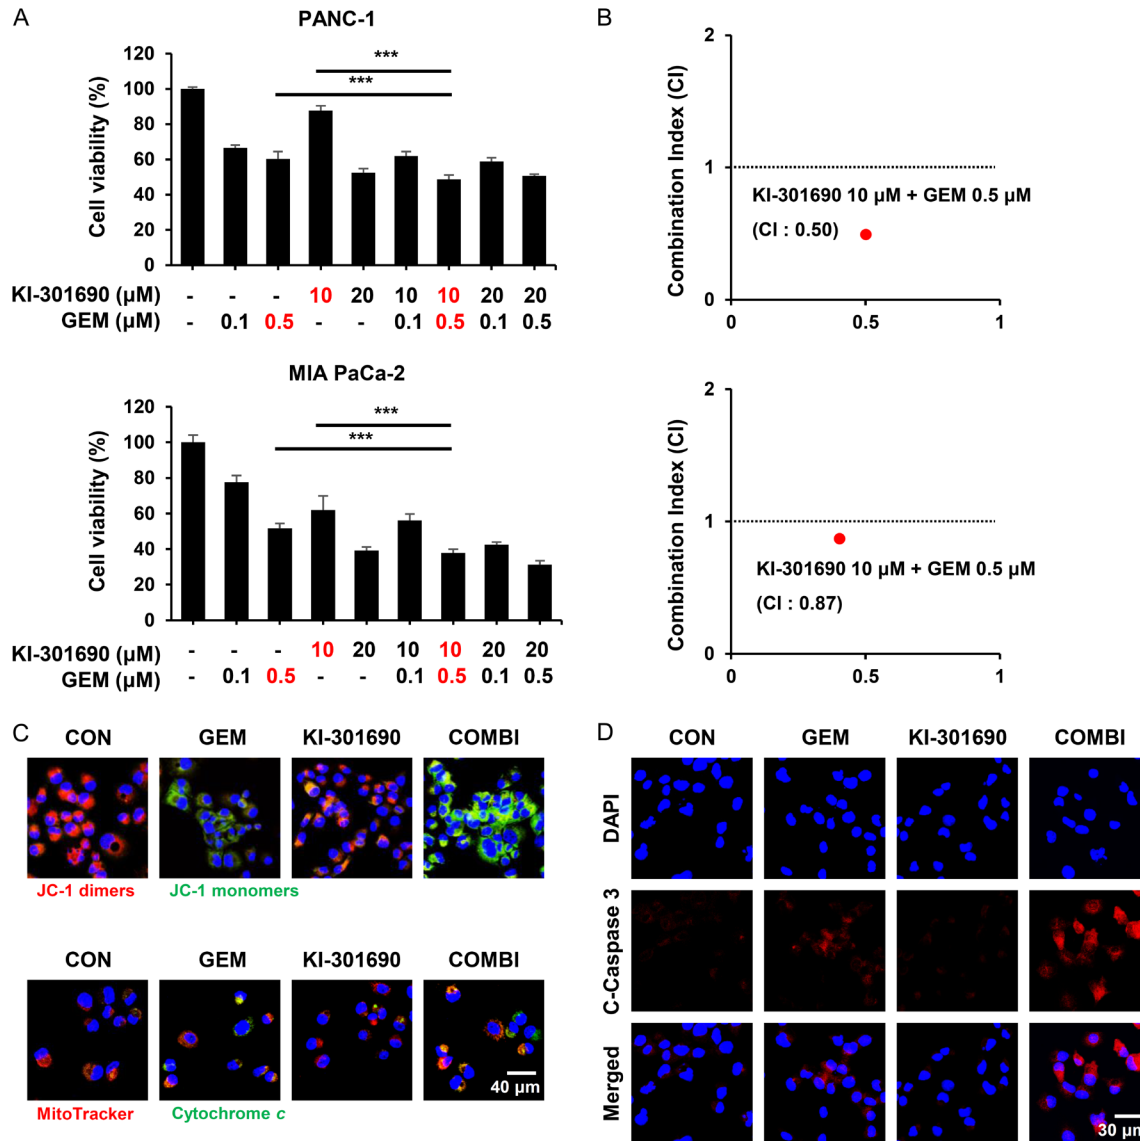 A
PANC-1
***
***
120
100
80
60
40
20
0
Cell viability (%)
KI-301690 (μM) - - - 10 20 10 10 20 20
GEM (μM) - 0.1 0.5 - - 0.1 0.5 0.1 0.5
MIA PaCa-2
***
***
120
100
80
60
40
20
0
Cell viability (%)
KI-301690 (μM) - - - 10 20 10 10 20 20
GEM (μM) - 0.1 0.5 - - 0.1 0.5 0.1 0.5
B
2
1
0
Combination Index (CI)
KI-301690 10 μM + GEM 0.5 μM
(CI : 0.50)
0 0.5 1
2
1
0
Combination Index (CI)
KI-301690 10 μM + GEM 0.5 μM
(CI : 0.87)
0 0.5 1
C
CON GEM KI-301690 COMBI
JC-1 dimers JC-1 monomers
CON GEM KI-301690 COMBI
40 μm
MitoTracker Cytochrome c
D
CON GEM KI-301690 COMBI
DAPI
C-Caspase 3
Merged
30 μm